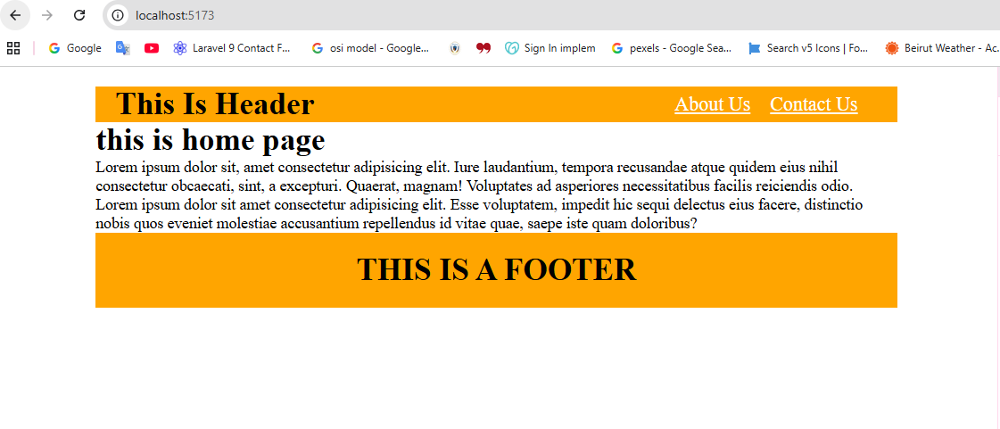 localhost:5173
Google
Laravel 9 Contact F...
osi model - Google...
Sign In implem
pexels - Google Sea...
Search v5 Icons | Fo...
Beirut Weather - Ac.
This Is Header
About Us
Contact Us
this is home page
Lorem ipsum dolor sit, amet consectetur adipisicing elit. Iure laudantium, tempora recusandae atque quidem eius nihil
consectetur obcaecati, sint, a excepturi. Quaerat, magnam! Voluptates ad asperiores necessitatibus facilis reiciendis odio.
Lorem ipsum dolor sit amet consectetur adipisicing elit. Esse voluptatem, impedit hic sequi delectus eius facere, distinctio
nobis quos eveniet molestiae accusantium repellendus id vitae quae, saepe iste quam doloribus?
THIS IS A FOOTER